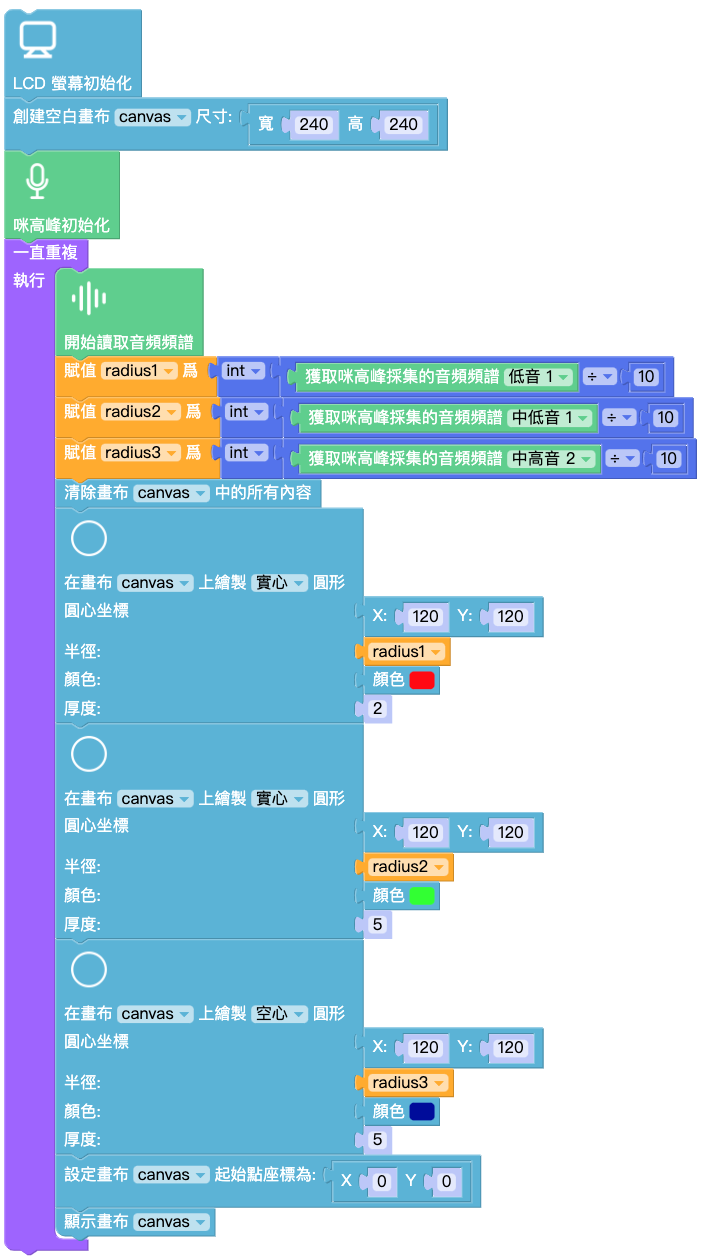 LCD 螢幕初始化
創建空白畫布 canvas 尺寸: 寬 240 高 240
咪高峰初始化
一直重複
執行
開始讀取音頻頻譜
賦值 radius1 爲 int 獲取咪高峰採集的音頻頻譜 低音 1 ÷ 10
賦值 radius2 爲 int 獲取咪高峰採集的音頻頻譜 中低音 1 ÷ 10
賦值 radius3 爲 int 獲取咪高峰採集的音頻頻譜 中高音 2 ÷ 10
清除畫布 canvas 中的所有內容
在畫布 canvas 上繪製 實心 圓形
圓心坐標 X: 120 Y: 120
半徑: radius1
顏色: 顏色
厚度: 2
在畫布 canvas 上繪製 實心 圓形
圓心坐標 X: 120 Y: 120
半徑: radius2
顏色: 顏色
厚度: 5
在畫布 canvas 上繪製 空心 圓形
圓心坐標 X: 120 Y: 120
半徑: radius3
顏色: 顏色
厚度: 5
設定畫布 canvas 起始點座標為: X 0 Y 0
顯示畫布 canvas